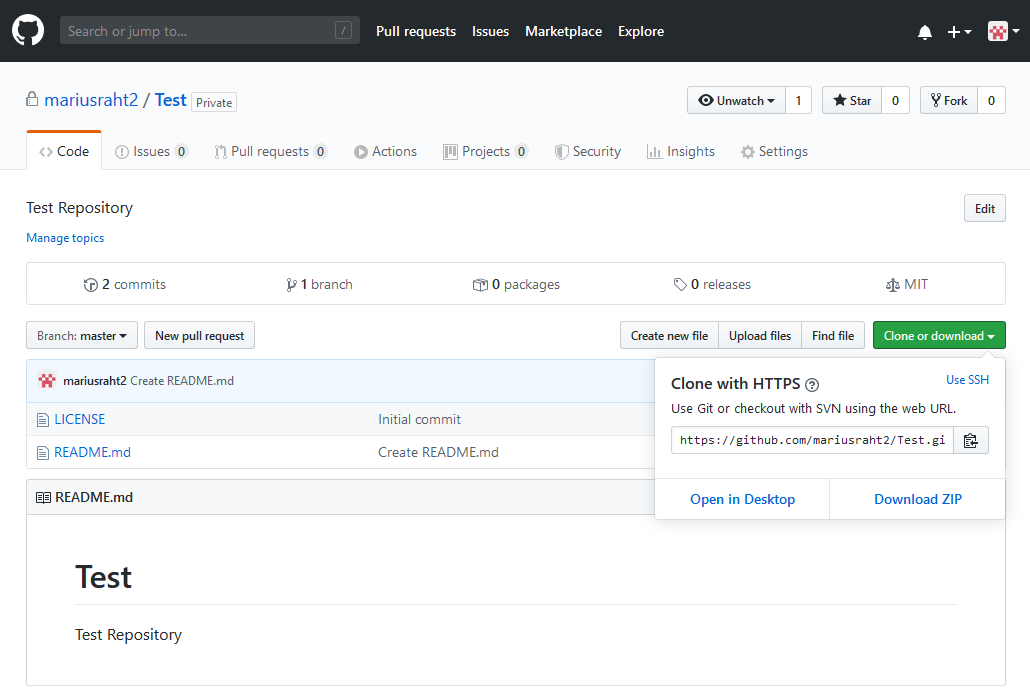 Search or jump to... /
Pull requests Issues Marketplace Explore
mariusraht2 / Test Private
Unwatch 1 Star 0 Fork 0
Code Issues 0 Pull requests 0 Actions Projects 0 Security Insights Settings
Test Repository Edit
Manage topics
2 commits 1 branch 0 packages 0 releases MIT
Branch: master New pull request Create new file Upload files Find file Clone or download
mariusraht2 Create README.md
LICENSE Initial commit
README.md Create README.md
Clone with HTTPS ? Use SSH
Use Git or checkout with SVN using the web URL.
https://github.com/mariusraht2/Test.gi
Open in Desktop Download ZIP
README.md
Test
Test Repository